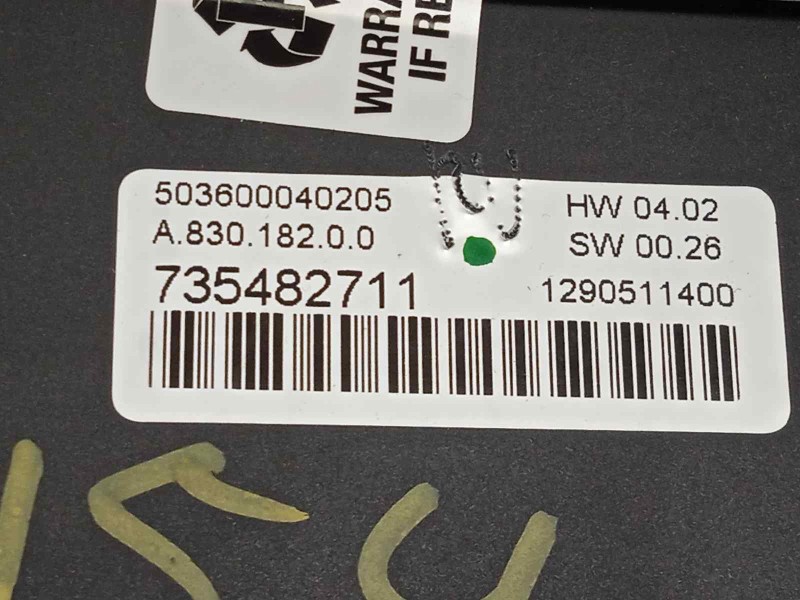 WARRA
IF RE
503600040205
HW 04.02
A.830.182.0.0
SW 00.26
735482711
1290511400